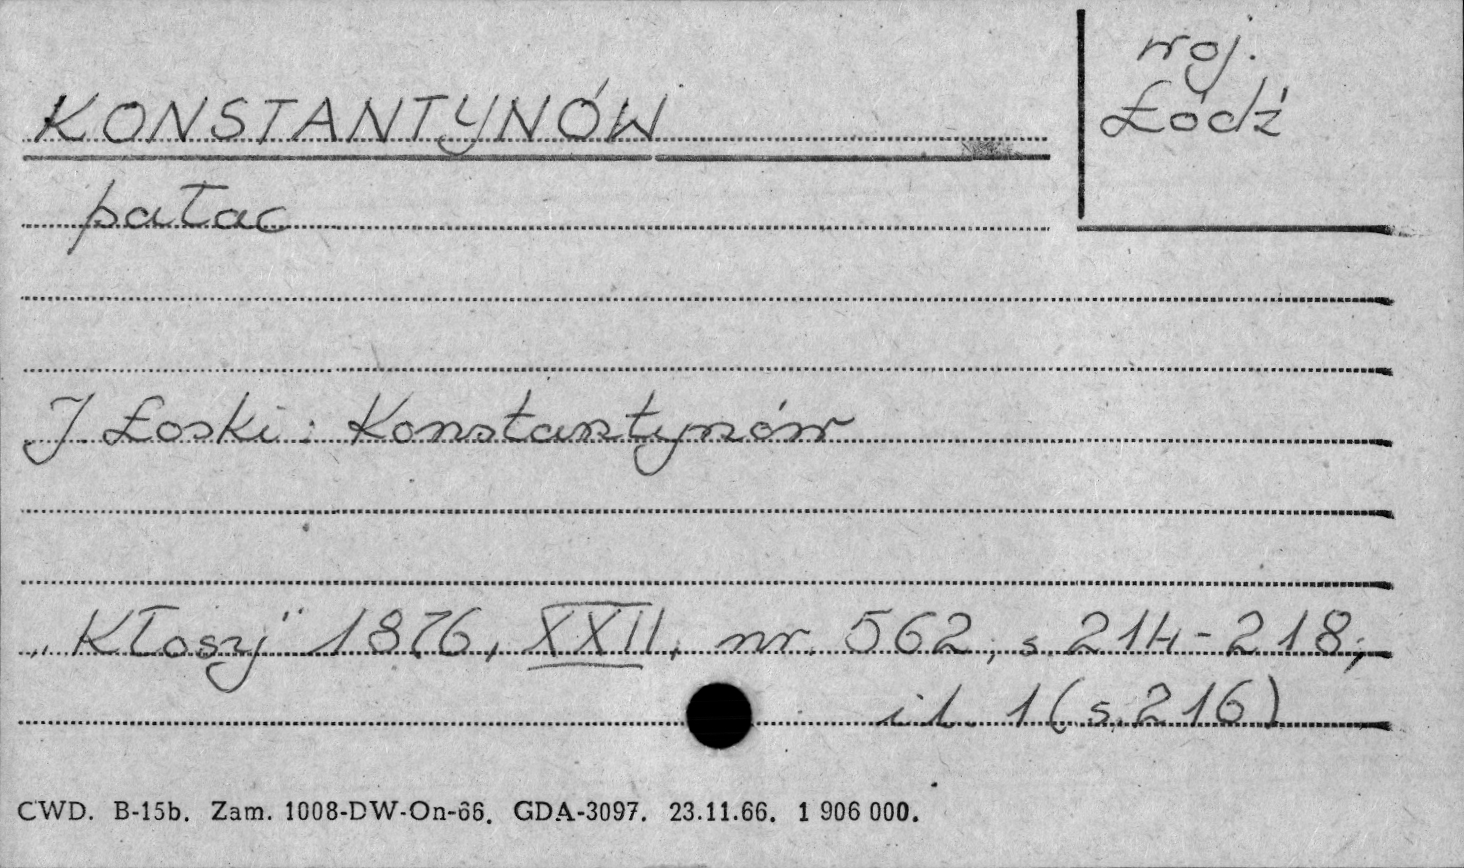 woj.
Łódź
KONSTANTYNÓW
pałac
J. Łoski: Konstantynów
„Kłosy" 1876, XXII, nr. 562, s. 214-218;
il. 1 (s. 216)
CWD. B-15b. Zam. 1008-DW-On-66. GDA-3097. 23.11.66. 1 906 000.